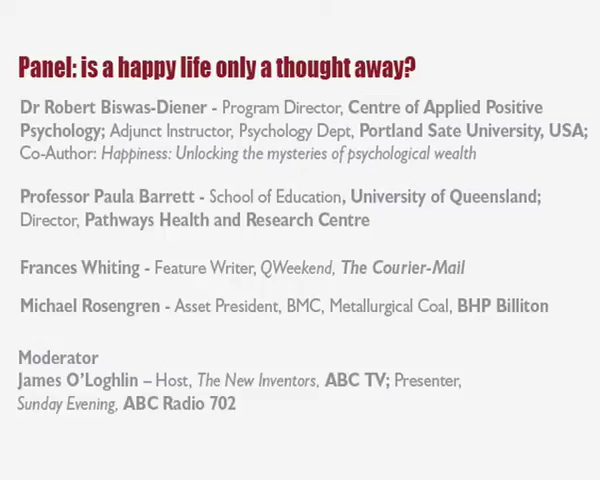 Panel: is a happy life only a thought away?
Dr Robert Biswas-Diener - Program Director, Centre of Applied Positive
Psychology; Adjunct Instructor, Psychology Dept, Portland Sate University, USA;
Co-Author: Happiness: Unlocking the mysteries of psychological wealth
Professor Paula Barrett - School of Education, University of Queensland;
Director, Pathways Health and Research Centre
Frances Whiting - Feature Writer, QWeekend, The Courier-Mail
Michael Rosengren - Asset President, BMC, Metallurgical Coal, BHP Billiton
Moderator
James O'Loghlin – Host, The New Inventors, ABC TV; Presenter,
Sunday Evening, ABC Radio 702